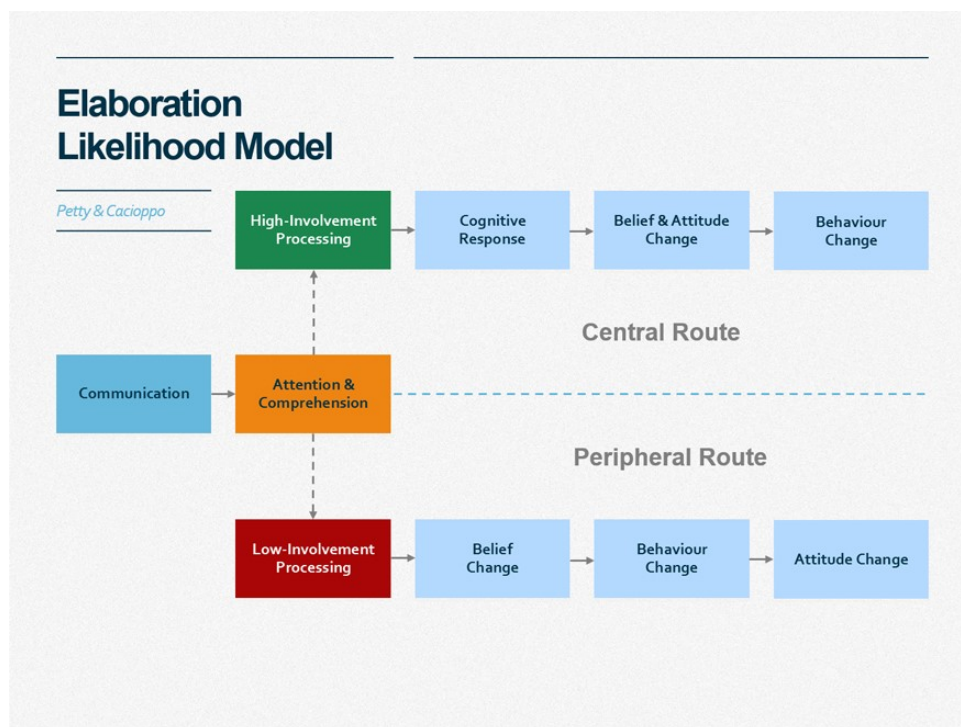 Elaboration
Likelihood Model
Petty & Cacioppo
High-Involvement
Processing
Cognitive
Response
Belief & Attitude
Change
Behaviour
Change
Central Route
Communication
Attention &
Comprehension
Peripheral Route
Low-Involvement
Processing
Belief
Change
Behaviour
Change
Attitude Change